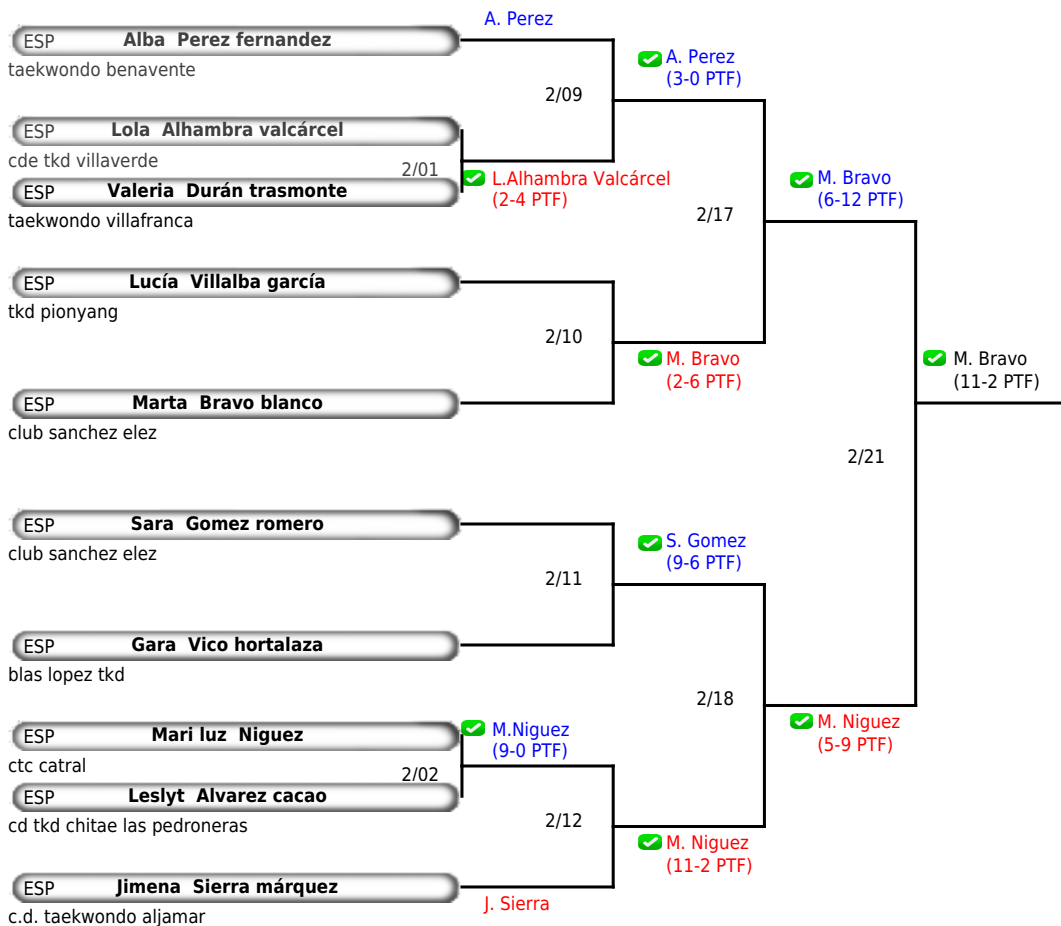 A. Perez
ESP Alba Perez fernandez
taekwondo benavente
A. Perez
(3-0 PTF)
2/09
ESP Lola Alhambra valcárcel
cde tkd villaverde
2/01
L.Alhambra Valcárcel
(2-4 PTF)
ESP Valeria Durán trasmonte
taekwondo villafranca
M. Bravo
(6-12 PTF)
2/17
ESP Lucía Villalba garcía
tkd pionyang
2/10
M. Bravo
(2-6 PTF)
M. Bravo
(11-2 PTF)
ESP Marta Bravo blanco
club sanchez elez
2/21
ESP Sara Gomez romero
club sanchez elez
S. Gomez
(9-6 PTF)
2/11
ESP Gara Vico hortalaza
blas lopez tkd
2/18
ESP Mari luz Niguez
ctc catral
M.Niguez
(9-0 PTF)
M. Niguez
(5-9 PTF)
2/02
ESP Leslyt Alvarez cacao
cd tkd chitae las pedroneras
2/12
M. Niguez
(11-2 PTF)
ESP Jimena Sierra márquez
c.d. taekwondo aljamar
J. Sierra